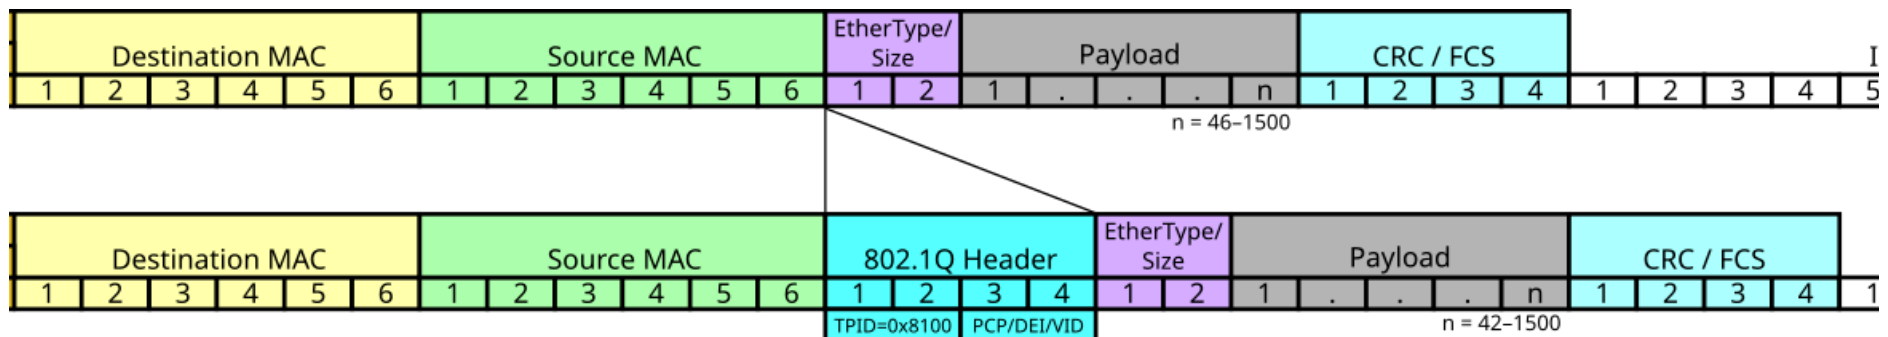 EtherType/
Destination MAC Source MAC Size Payload CRC / FCS I
1 2 3 4 5 6 1 2 3 4 5 6 1 2 1 . . . n 1 2 3 4 1 2 3 4 5
n = 46–1500
EtherType/
Destination MAC Source MAC 802.1Q Header Size Payload CRC / FCS
1 2 3 4 5 6 1 2 3 4 5 6 1 2 3 4 1 2 1 . . . n 1 2 3 4 1
TPID=0x8100 PCP/DEI/VID n = 42–1500